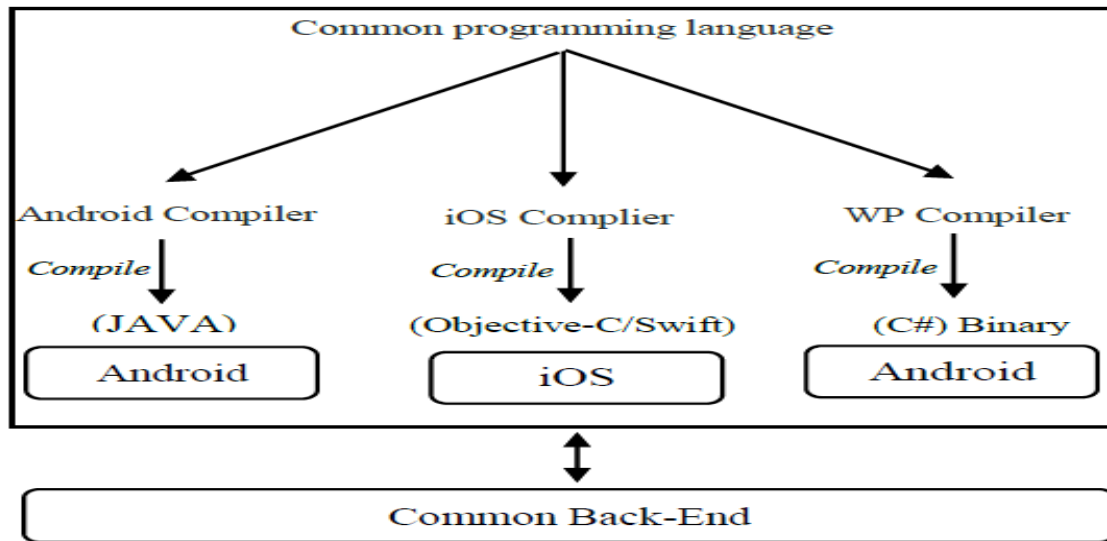 Common programming language
Android Compiler
iOS Complier
WP Compiler
Compile
Compile
Compile
(JAVA)
(Objective-C/Swift)
(C#) Binary
Android
iOS
Android
Common Back-End